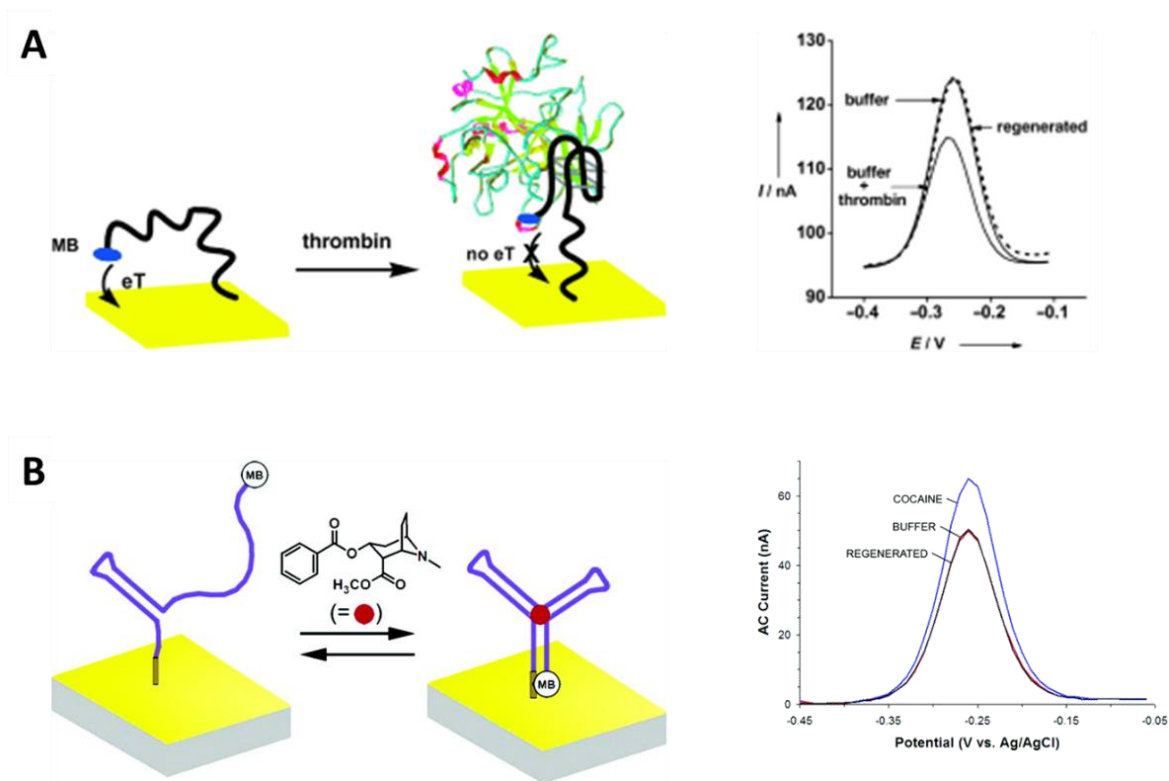 A
MB
eT
thrombin
no eT
X
130
120
110
100
90
I / nA
buffer
regenerated
buffer
+
thrombin
−0.4
−0.3
−0.2
−0.1
E / V
B
MB
O
O
N
H₃CO
O
(= )
MB
60
40
20
0
AC Current (nA)
COCAINE
BUFFER
REGENERATED
-0.45
-0.35
-0.25
-0.15
-0.05
Potential (V vs. Ag/AgCl)